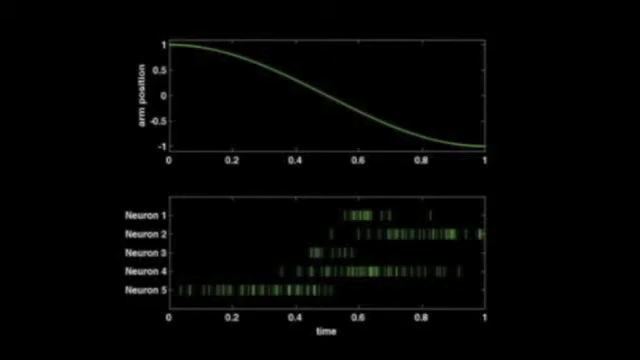 arm position
1
0.5
0
-0.5
-1
0 0.2 0.4 0.6 0.8 1
Neuron 1
Neuron 2
Neuron 3
Neuron 4
Neuron 5
0 0.2 0.4 0.6 0.8 1
time